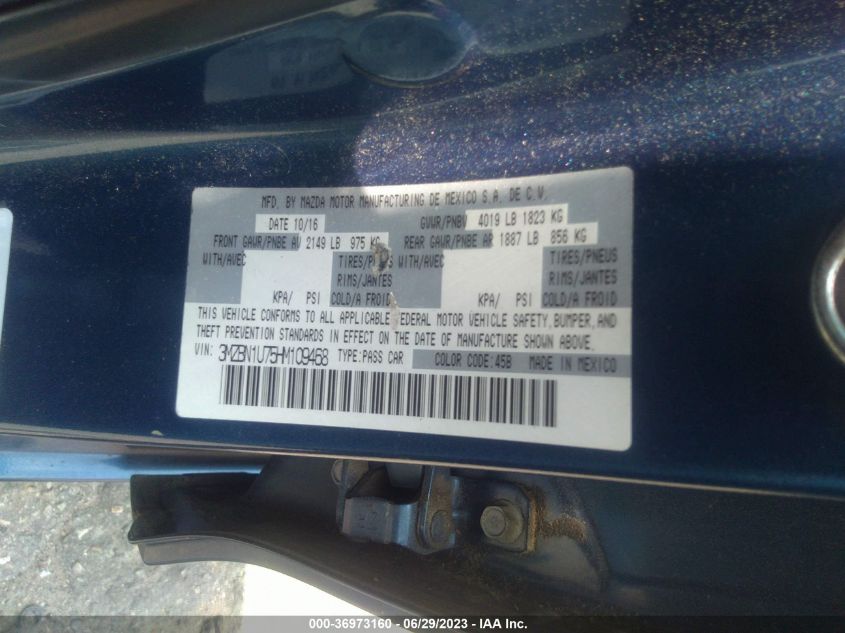 MFD. BY MAZDA MOTOR MANUFACTURING DE MEXICO S.A. DE C.V.
DATE 10/16 GVWR/PNBV 4019 LB 1823 KG
FRONT GAWR/PNBE AV 2149 LB 975 KG REAR GAWR/PNBE AR 1887 LB 856 KG
WITH/AVEC TIRES/PNEUS WITH/AVEC TIRES/PNEUS
RIMS/JANTES RIMS/JANTES
KPA/ PSI COLD/A FROID KPA/ PSI COLD/A FROID
THIS VEHICLE CONFORMS TO ALL APPLICABLE FEDERAL MOTOR VEHICLE SAFETY, BUMPER, AND
THEFT PREVENTION STANDARDS IN EFFECT ON THE DATE OF MANUFACTURE SHOWN ABOVE.
VIN: 3MZBN1U75HM109468 TYPE:PASS CAR COLOR CODE:45B MADE IN MEXICO
000-36973160 - 06/29/2023 - IAA Inc.